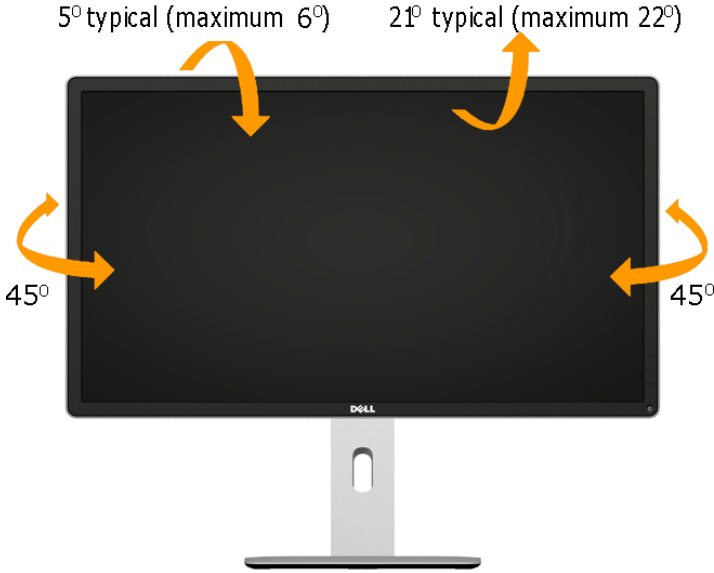 5⁰ typical (maximum 6⁰)
21⁰ typical (maximum 22⁰)
45⁰
45⁰
DELL